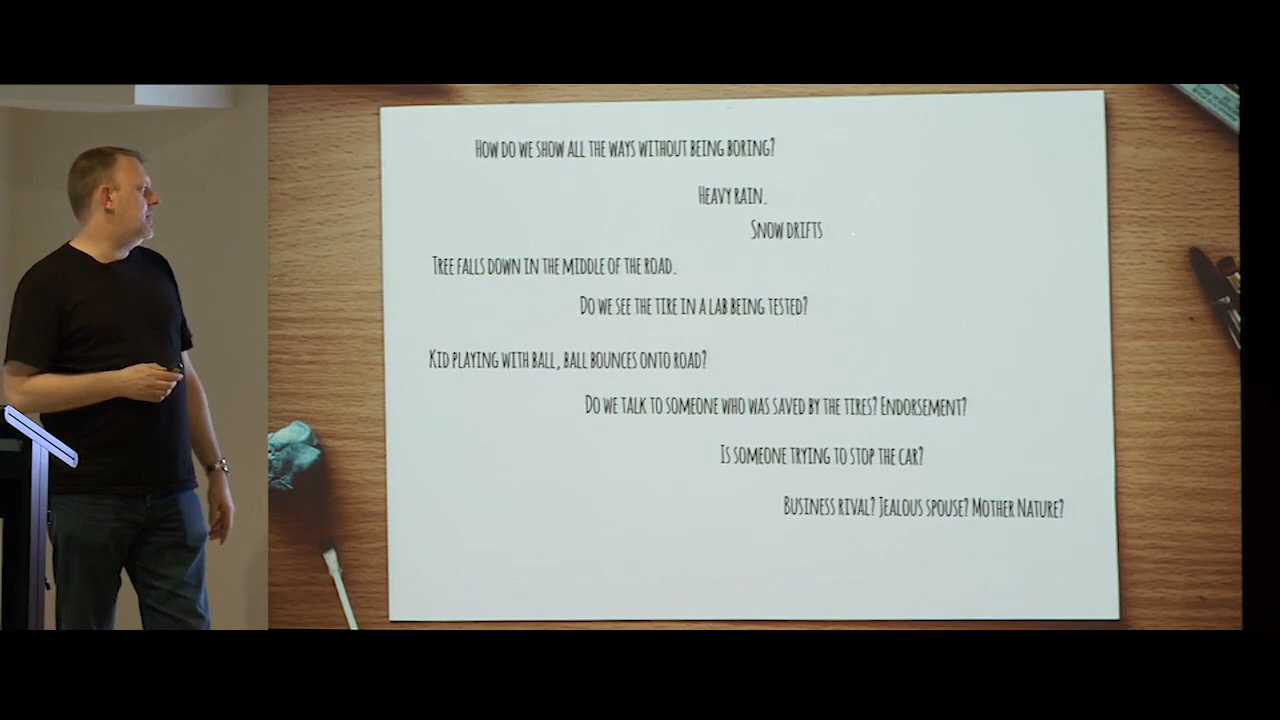 How do we show all the ways without being boring?
Heavy rain.
Snow drifts
Tree falls down in the middle of the road.
Do we see the tire in a lab being tested?
Kid playing with ball, ball bounces onto road?
Do we talk to someone who was saved by the tires? Endorsement?
Is someone trying to stop the car?
Business rival? Jealous spouse? Mother Nature?